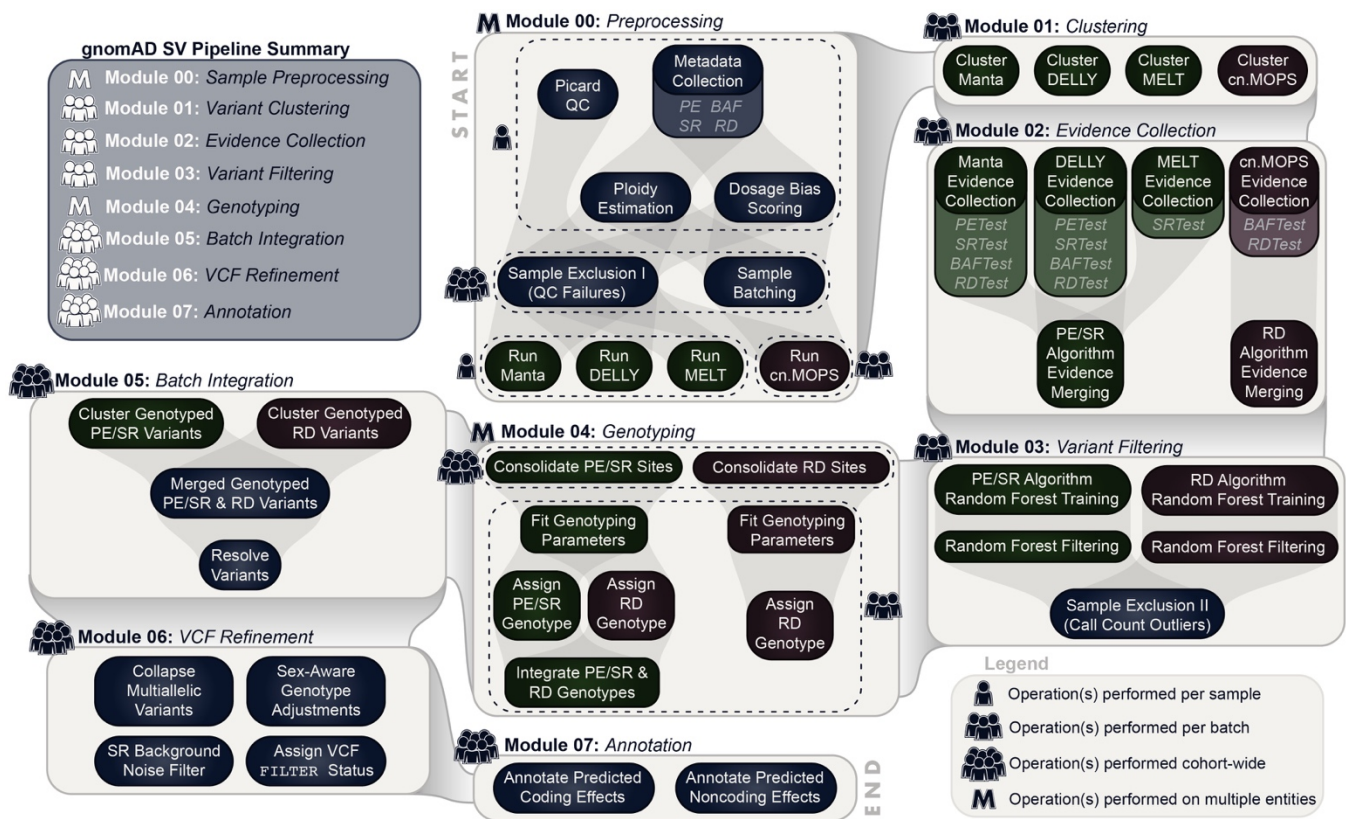 gnomAD SV Pipeline Summary
M Module 00: Sample Preprocessing
Module 01: Variant Clustering
Module 02: Evidence Collection
Module 03: Variant Filtering
M Module 04: Genotyping
Module 05: Batch Integration
Module 06: VCF Refinement
Module 07: Annotation
START
M Module 00: Preprocessing
Picard
QC
Metadata
Collection
PE BAF
SR RD
Ploidy
Estimation
Dosage Bias
Scoring
Sample Exclusion I
(QC Failures)
Sample
Batching
Run
Manta
Run
DELLY
Run
MELT
Run
cn.MOPS
Module 01: Clustering
Cluster
Manta
Cluster
DELLY
Cluster
MELT
Cluster
cn.MOPS
Module 02: Evidence Collection
Manta
Evidence
Collection
PETest
SRTest
BAFTest
RDTest
DELLY
Evidence
Collection
PETest
SRTest
BAFTest
RDTest
MELT
Evidence
Collection
SRTest
cn.MOPS
Evidence
Collection
BAFTest
RDTest
PE/SR
Algorithm
Evidence
Merging
RD
Algorithm
Evidence
Merging
Module 03: Variant Filtering
PE/SR Algorithm
Random Forest Training
RD Algorithm
Random Forest Training
Random Forest Filtering
Random Forest Filtering
Sample Exclusion II
(Call Count Outliers)
M Module 04: Genotyping
Consolidate PE/SR Sites
Consolidate RD Sites
Fit Genotyping
Parameters
Fit Genotyping
Parameters
Assign
PE/SR
Genotype
Assign
RD
Genotype
Assign
RD
Genotype
Integrate PE/SR &
RD Genotypes
Module 05: Batch Integration
Cluster Genotyped
PE/SR Variants
Cluster Genotyped
RD Variants
Merged Genotyped
PE/SR & RD Variants
Resolve
Variants
Module 06: VCF Refinement
Collapse
Multiallelic
Variants
Sex-Aware
Genotype
Adjustments
SR Background
Noise Filter
Assign VCF
FILTER Status
Module 07: Annotation
Annotate Predicted
Coding Effects
Annotate Predicted
Noncoding Effects
END
Legend
Operation(s) performed per sample
Operation(s) performed per batch
Operation(s) performed cohort-wide
M Operation(s) performed on multiple entities